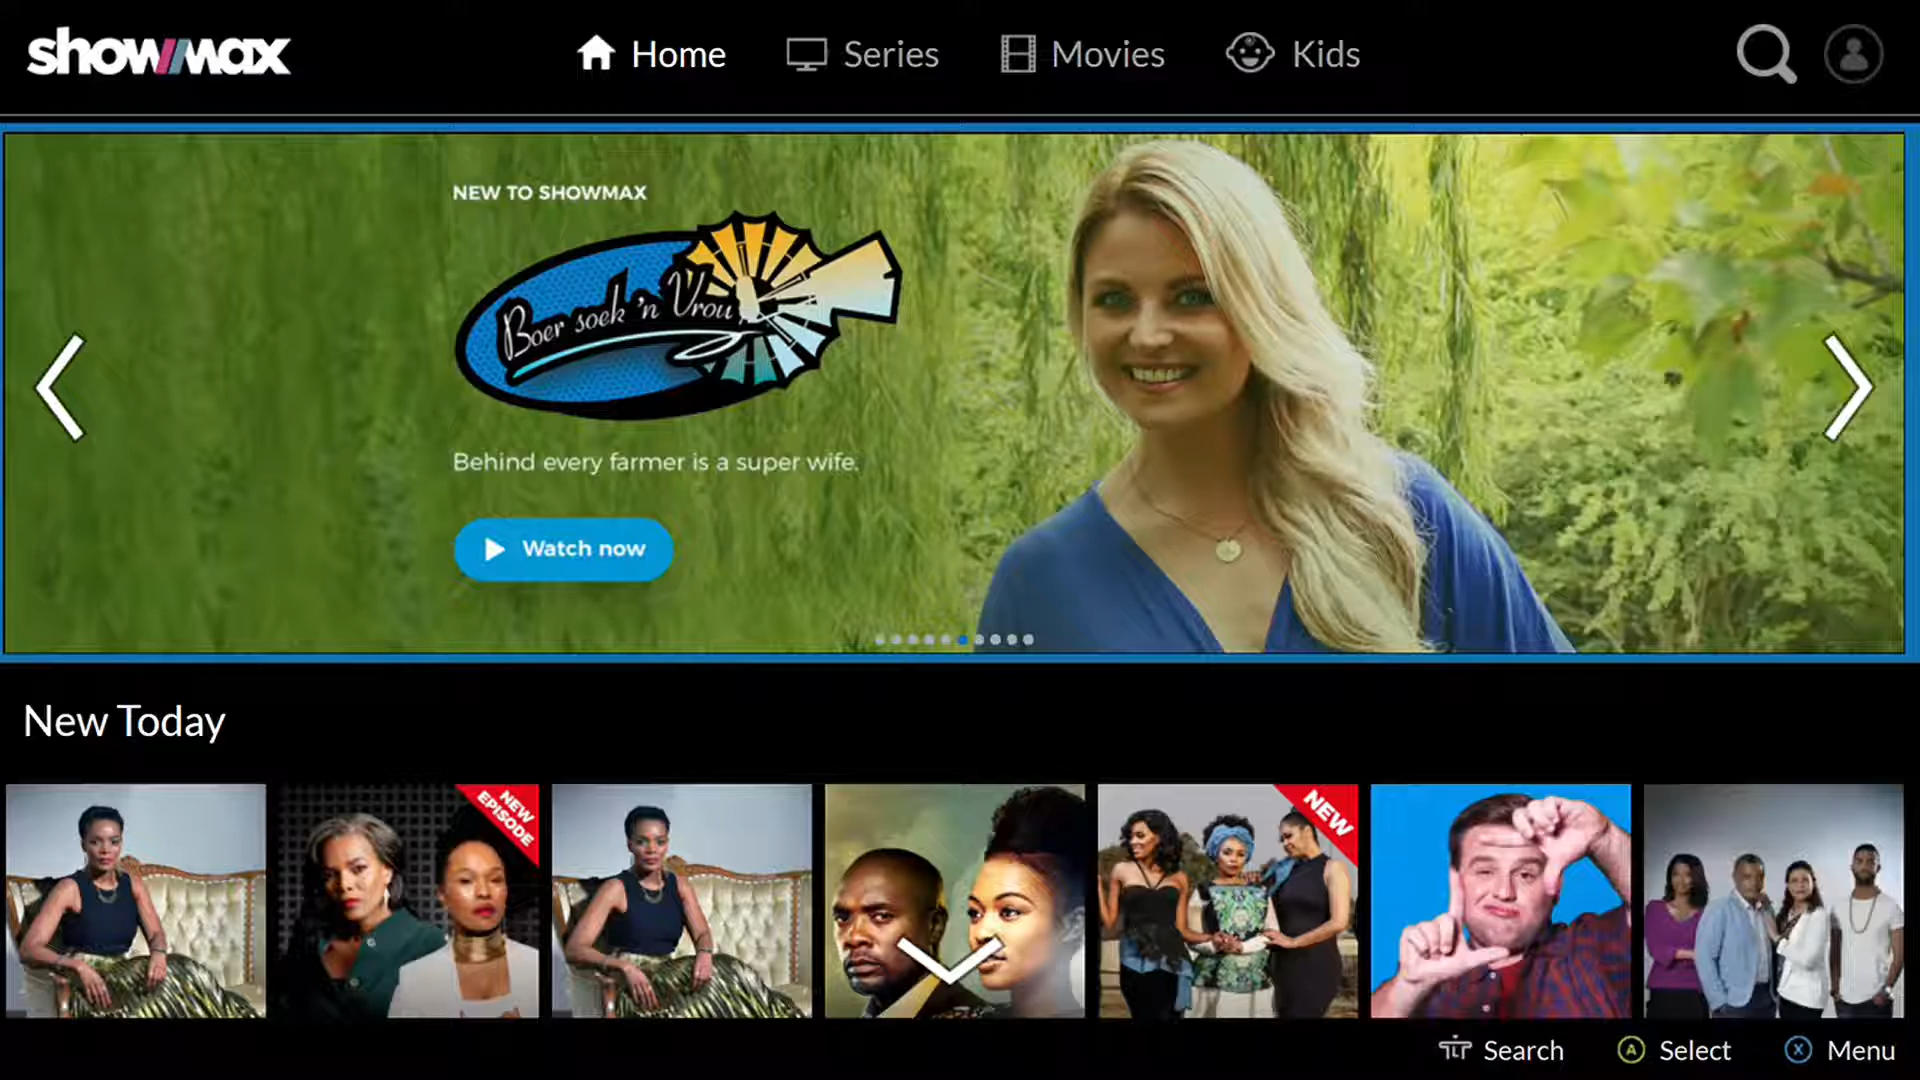 showmax
Home
Series
Movies
Kids
NEW TO SHOWMAX
Boer soek 'n Vrou
Behind every farmer is a super wife.
Watch now
New Today
NEW
EPISODE
NEW
Search
A
Select
X
Menu